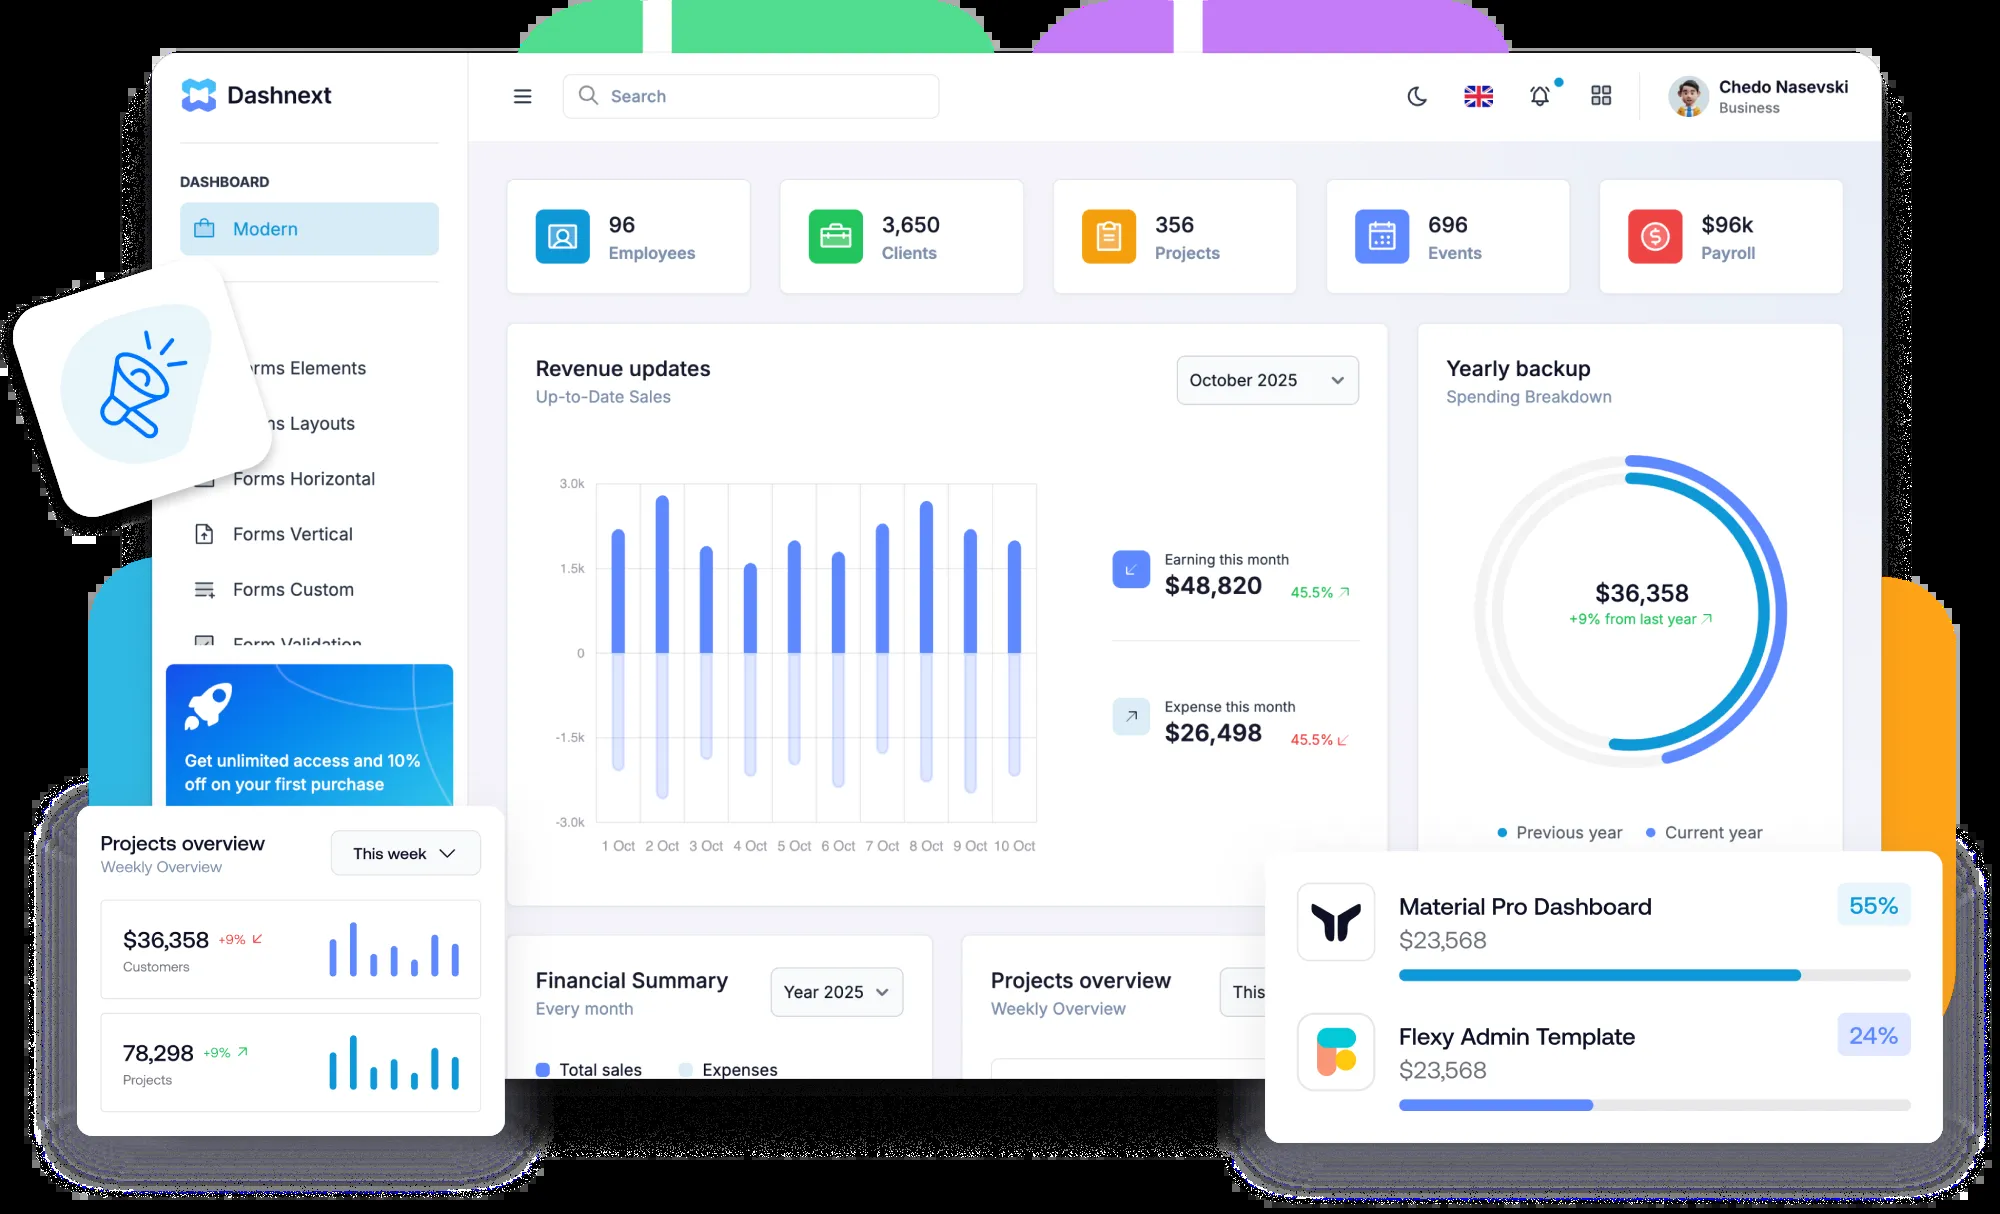 Dashnext
Search
Chedo Nasevski
Business
DASHBOARD
Modern
Forms Elements
Layouts
Forms Horizontal
Forms Vertical
Forms Custom
Form Validation
Get unlimited access and 10%
off on your first purchase
96
Employees
3,650
Clients
356
Projects
696
Events
$96k
Payroll
Revenue updates
Up-to-Date Sales
October 2025
3.0k
1.5k
0
-1.5k
-3.0k
1 Oct 2 Oct 3 Oct 4 Oct 5 Oct 6 Oct 7 Oct 8 Oct 9 Oct 10 Oct
Earning this month
$48,820 45.5%
Expense this month
$26,498 45.5%
Yearly backup
Spending Breakdown
$36,358
+9% from last year
Previous year Current year
Projects overview
Weekly Overview
This week
$36,358 +9%
Customers
78,298 +9%
Projects
Financial Summary
Every month
Year 2025
Total sales Expenses
Projects overview
Weekly Overview
This
Material Pro Dashboard
$23,568
55%
Flexy Admin Template
$23,568
24%